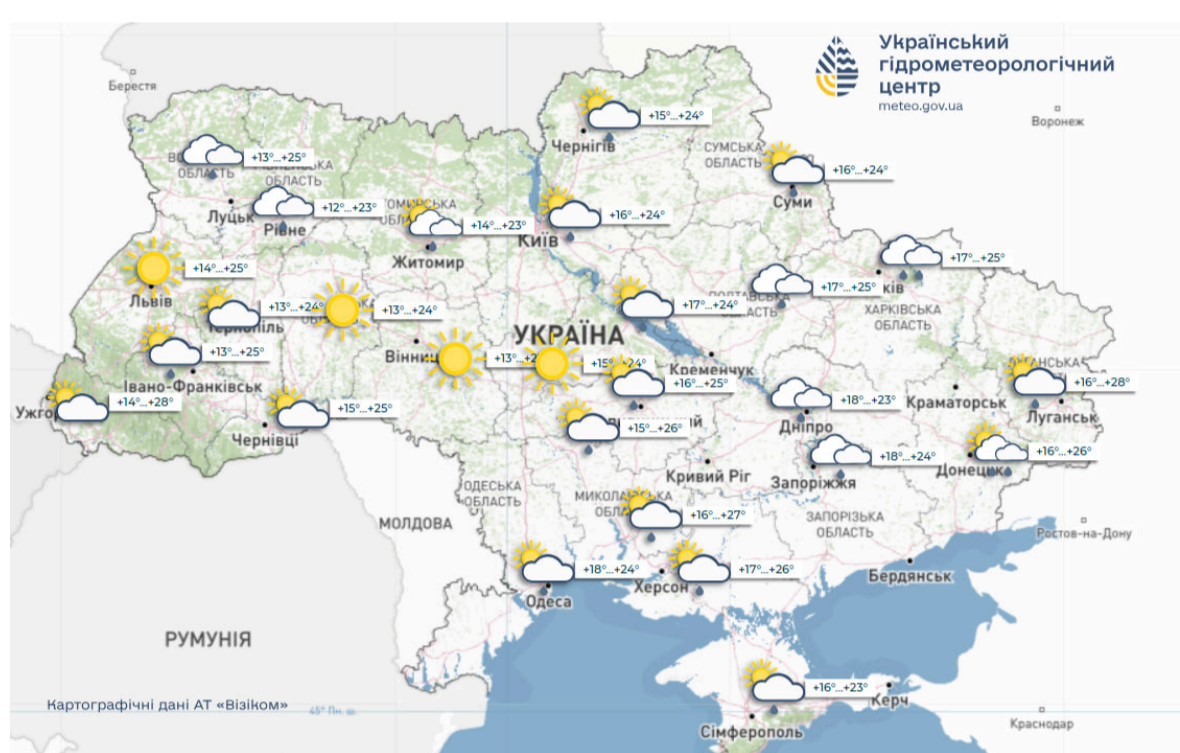 Український
гідрометеорологічний
центр
meteo.gov.ua
Берестя
Воронеж
+15°...+24°
Чернігів
СУМСЬКА
ОБЛАСТЬ
+13°...+25°
ОБЛАСТЬ
ОБЛАСТЬ
+16°...+24°
Суми
Луцьк
+12°...+23°
Рівне
+14°...+23°
Житомир
+16°...+24°
Київ
+17°...+25°
+14°...+25°
Львів
+17°...+25°
ОБЛАСТЬ
ХАРКІВСЬКА
ОБЛАСТЬ
+13°...+24°
+13°...+24°
+17°...+24°
УКРАЇНА
+13°...+25°
Івано-Франківськ
+16°...+25°
Кременчук
+16°...+28°
Луганськ
+14°...+28°
+15°...+25°
Чернівці
+15°...+26°
+18°...+23°
Дніпро
Краматорськ
+18°...+24°
Запоріжжя
+16°...+26°
Донецьк
Кривий Ріг
ОДЕСЬКА
ОБЛАСТЬ
+16°...+27°
МОЛДОВА
ЗАПОРІЗЬКА
ОБЛАСТЬ
Ростов-на-Дону
+18°...+24°
Одеса
Херсон
+17°...+26°
Бердянськ
РУМУНІЯ
+16°...+23°
Керч
Сімферополь
Краснодар
Картографічні дані АТ «Візіком»
45° Пн. ш.